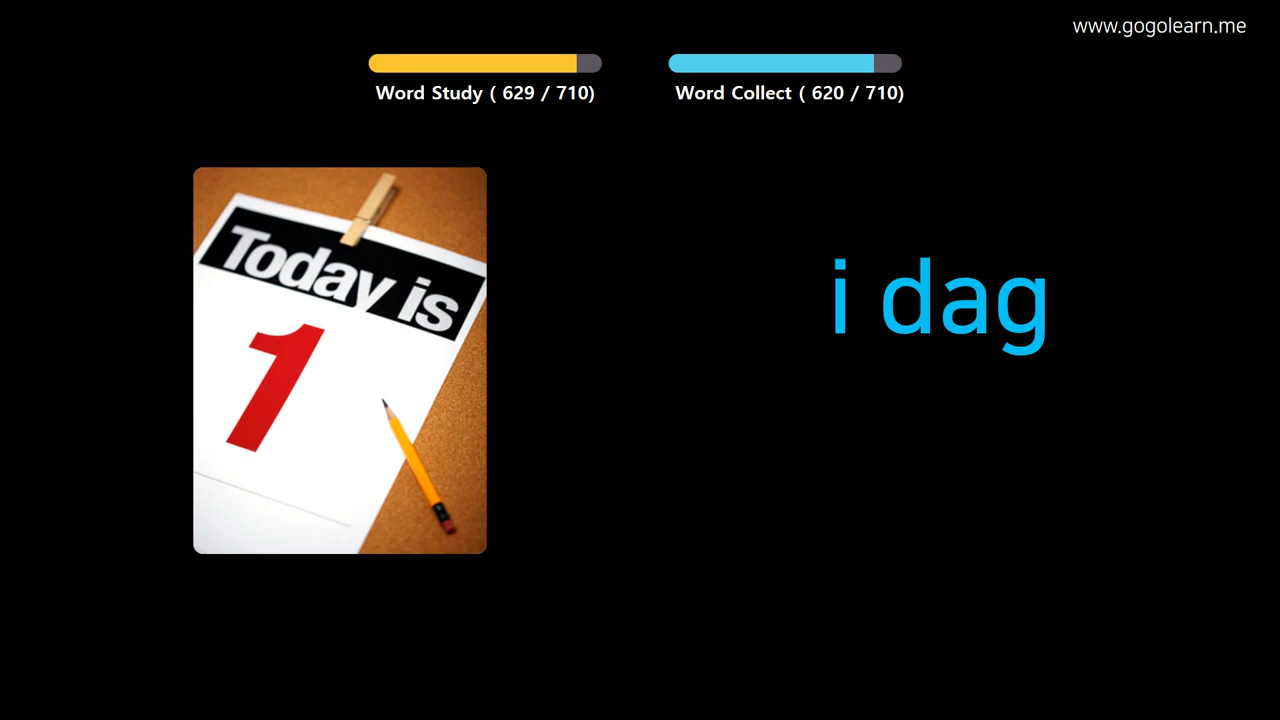 www.gogolearn.me
Word Study ( 629 / 710)
Word Collect ( 620 / 710)
Today is
1
i dag